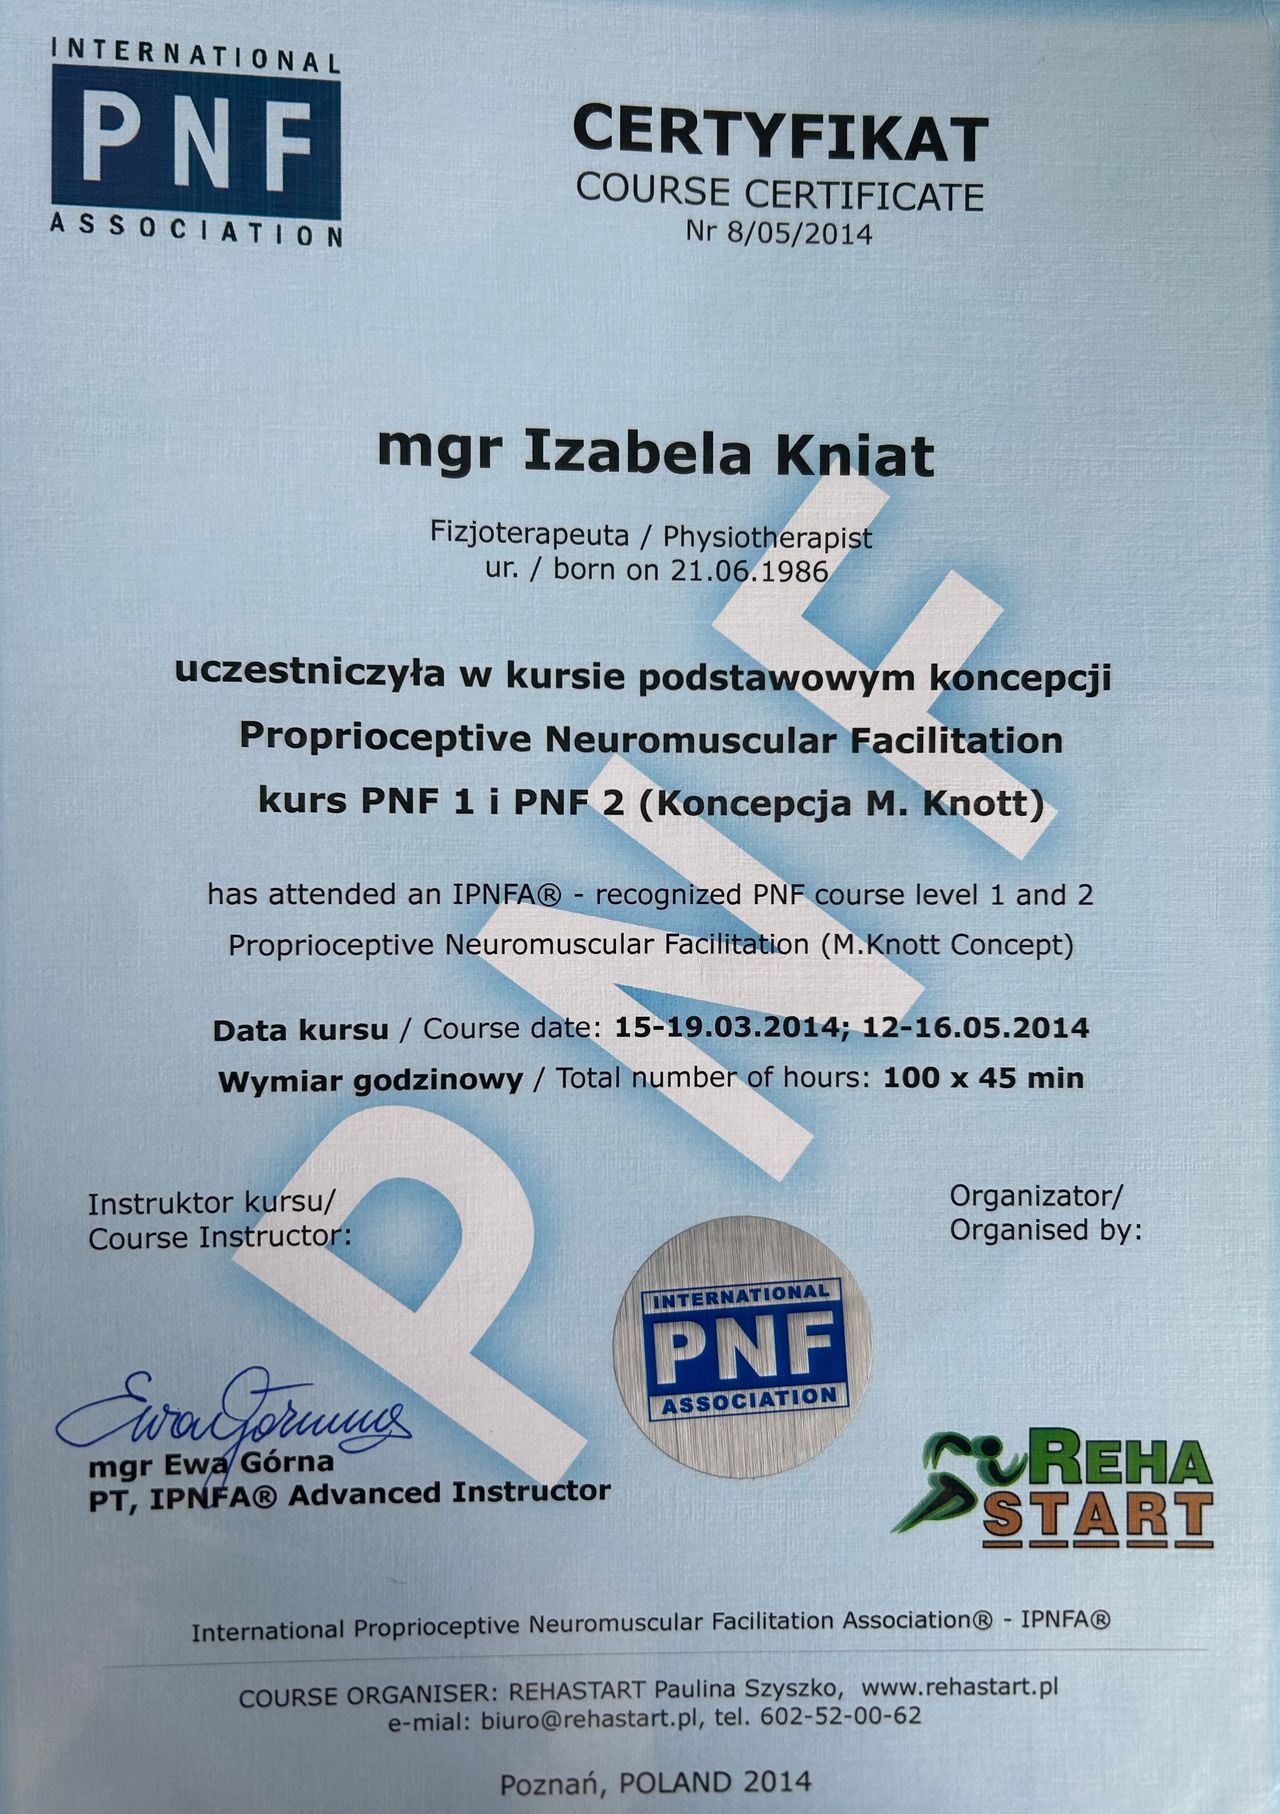 INTERNATIONAL
PNF
ASSOCIATION
CERTYFIKAT
COURSE CERTIFICATE
Nr 8/05/2014
mgr Izabela Kniat
Fizjoterapeuta / Physiotherapist
ur. / born on 21.06.1986
uczestniczyła w kursie podstawowym koncepcji
Proprioceptive Neuromuscular Facilitation
kurs PNF 1 i PNF 2 (Koncepcja M. Knott)
has attended an IPNFA® - recognized PNF course level 1 and 2
Proprioceptive Neuromuscular Facilitation (M.Knott Concept)
Data kursu / Course date: 15-19.03.2014; 12-16.05.2014
Wymiar godzinowy / Total number of hours: 100 x 45 min
PNF
Instruktor kursu/
Course Instructor:
Organizator/
Organised by:
INTERNATIONAL
PNF
ASSOCIATION
Ewa Górna
mgr Ewa Górna
PT, IPNFA® Advanced Instructor
REHA
START
International Proprioceptive Neuromuscular Facilitation Association® - IPNFA®
COURSE ORGANISER: REHASTART Paulina Szyszko, www.rehastart.pl
e-mial: biuro@rehastart.pl, tel. 602-52-00-62
Poznań, POLAND 2014